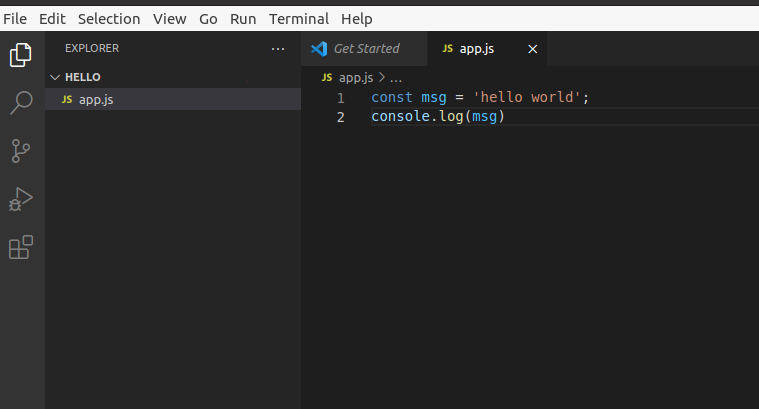 File Edit Selection View Go Run Terminal Help
EXPLORER ...
Get Started JS app.js ×
HELLO
JS app.js
JS app.js > ...
1 const msg = 'hello world';
2 console.log(msg)